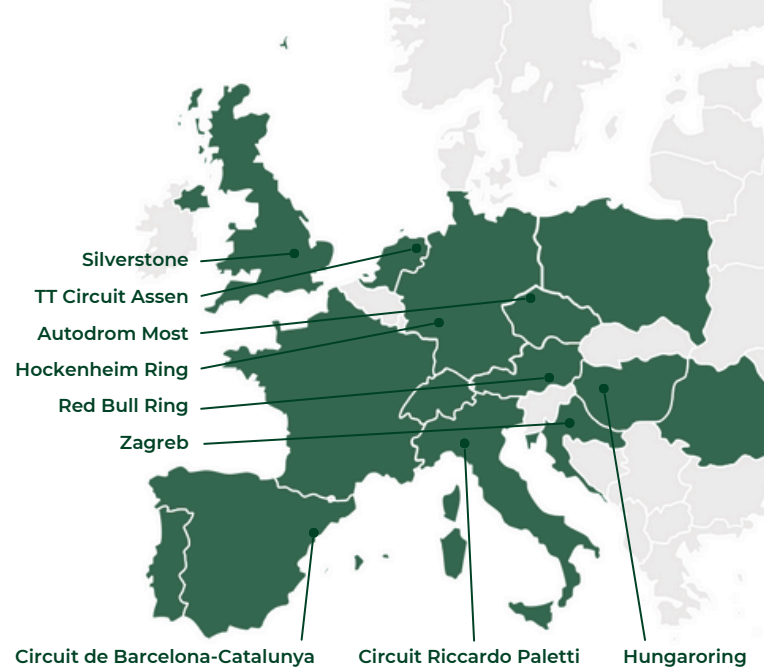 Silverstone
TT Circuit Assen
Autodrom Most
Hockenheim Ring
Red Bull Ring
Zagreb
Circuit de Barcelona-Catalunya
Circuit Riccardo Paletti
Hungaroring